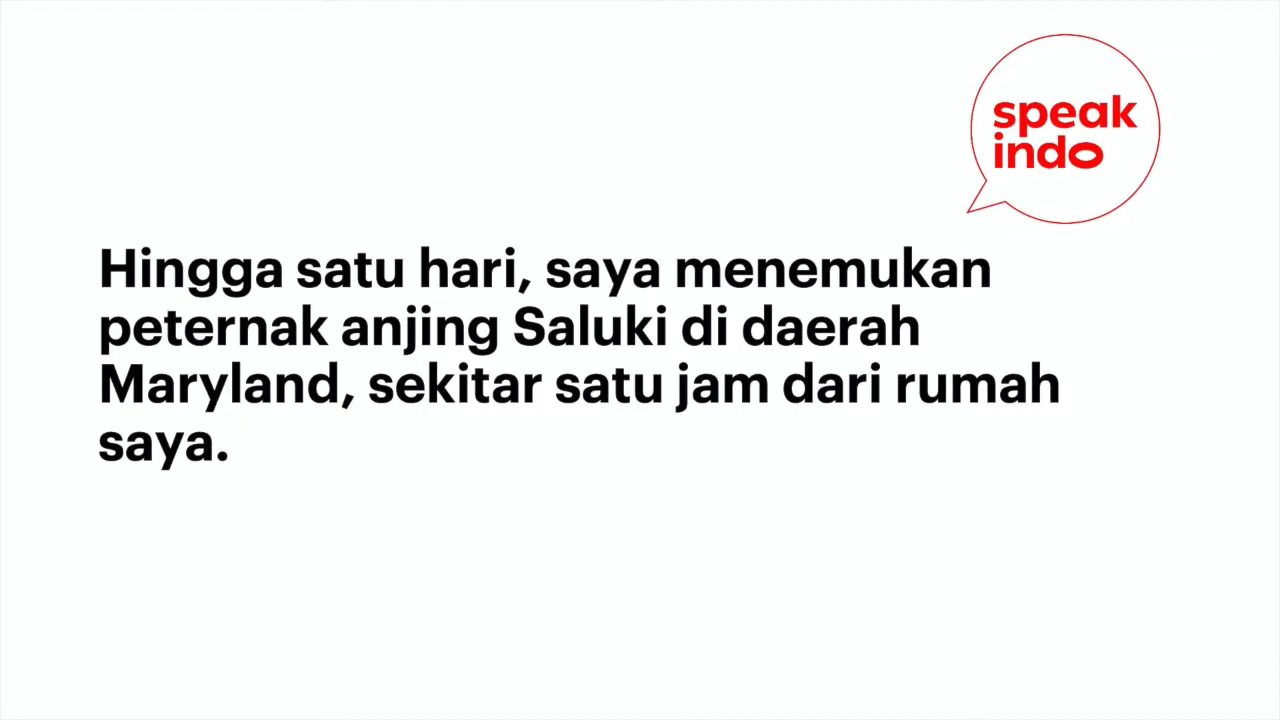 speak
indo
Hingga satu hari, saya menemukan
peternak anjing Saluki di daerah
Maryland, sekitar satu jam dari rumah
saya.